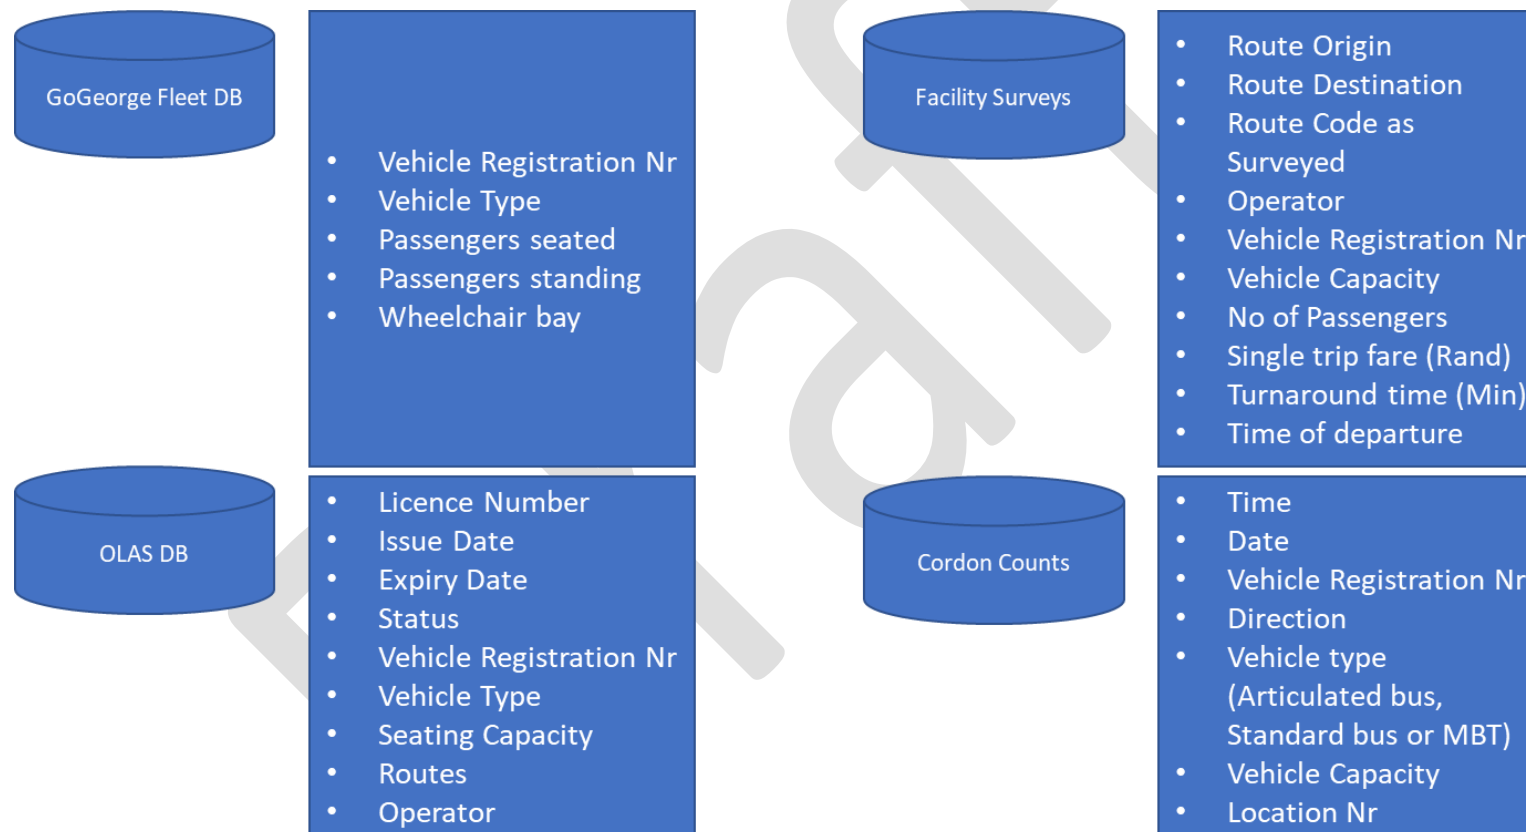 GoGeorge Fleet DB
• Vehicle Registration Nr
• Vehicle Type
• Passengers seated
• Passengers standing
• Wheelchair bay
Facility Surveys
• Route Origin
• Route Destination
• Route Code as
Surveyed
• Operator
• Vehicle Registration Nr
• Vehicle Capacity
• No of Passengers
• Single trip fare (Rand)
• Turnaround time (Min)
• Time of departure
OLAS DB
• Licence Number
• Issue Date
• Expiry Date
• Status
• Vehicle Registration Nr
• Vehicle Type
• Seating Capacity
• Routes
• Operator
Cordon Counts
• Time
• Date
• Vehicle Registration Nr
• Direction
• Vehicle type
(Articulated bus,
Standard bus or MBT)
• Vehicle Capacity
• Location Nr